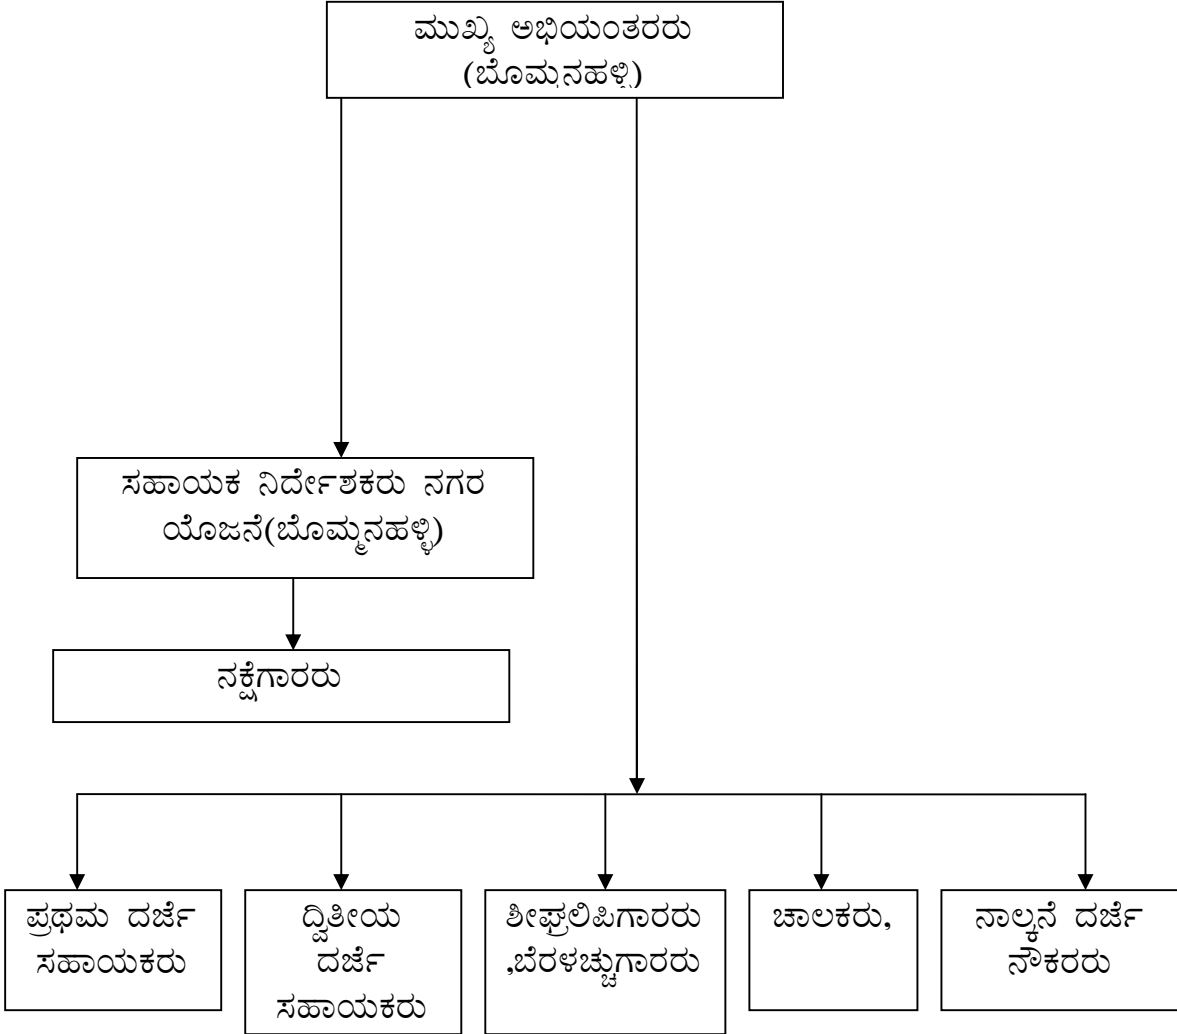 ಮುಖ್ಯ ಅಭಿಯಂತರರು
(ಬೊಮ್ಮನಹಳ್ಳಿ)
ಸಹಾಯಕ ನಿರ್ದೇಶಕರು ನಗರ
ಯೊಜನೆ(ಬೊಮ್ಮನಹಳ್ಳಿ)
ನಕ್ಷೆಗಾರರು
ಪ್ರಥಮ ದರ್ಜೆ
ಸಹಾಯಕರು
ದ್ವಿತೀಯ
ದರ್ಜೆ
ಸಹಾಯಕರು
ಶೀಘ್ರಲಿಪಿಗಾರರು
,ಬೆರಳಚ್ಚುಗಾರರು
ಚಾಲಕರು,
ನಾಲ್ಕನೆ ದರ್ಜೆ
ನೌಕರರು